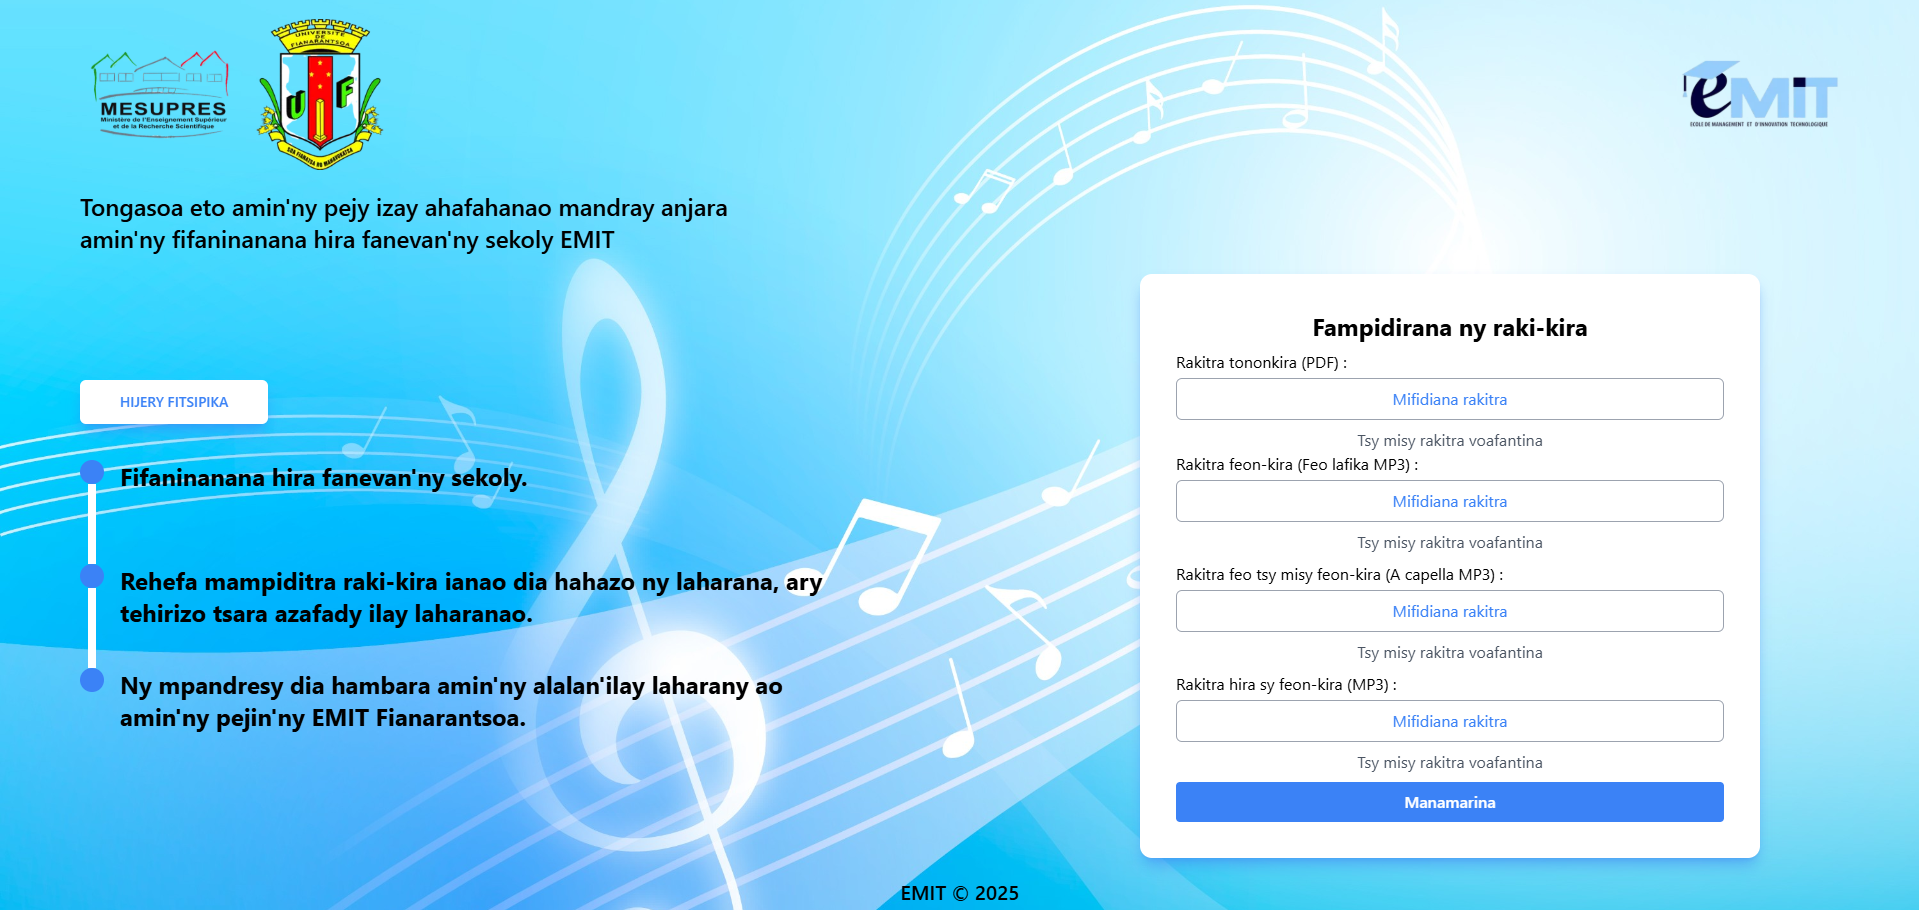 MESUPRES
Ministère de l'Enseignement Supérieur
et de la Recherche Scientifique
UNIVERSITE
DE
FIANARANTSOA
U F
SOA FIANATSA NO MAHAVOKATSA
eMiT
ECOLE DE MANAGEMENT ET D'INNOVATION TECHNOLOGIQUE
Tongasoa eto amin'ny pejy izay ahafahanao mandray anjara
amin'ny fifaninanana hira fanevan'ny sekoly EMIT
HIJERY FITSIPIKA
Fifaninanana hira fanevan'ny sekoly.
Rehefa mampiditra raki-kira ianao dia hahazo ny laharana, ary
tehirizo tsara azafady ilay laharanao.
Ny mpandresy dia hambara amin'ny alalan'ilay laharany ao
amin'ny pejin'ny EMIT Fianarantsoa.
Fampidirana ny raki-kira
Rakitra tononkira (PDF) :
Mifidiana rakitra
Tsy misy rakitra voafantina
Rakitra feon-kira (Feo lafika MP3) :
Mifidiana rakitra
Tsy misy rakitra voafantina
Rakitra feo tsy misy feon-kira (A capella MP3) :
Mifidiana rakitra
Tsy misy rakitra voafantina
Rakitra hira sy feon-kira (MP3) :
Mifidiana rakitra
Tsy misy rakitra voafantina
Manamarina
EMIT © 2025